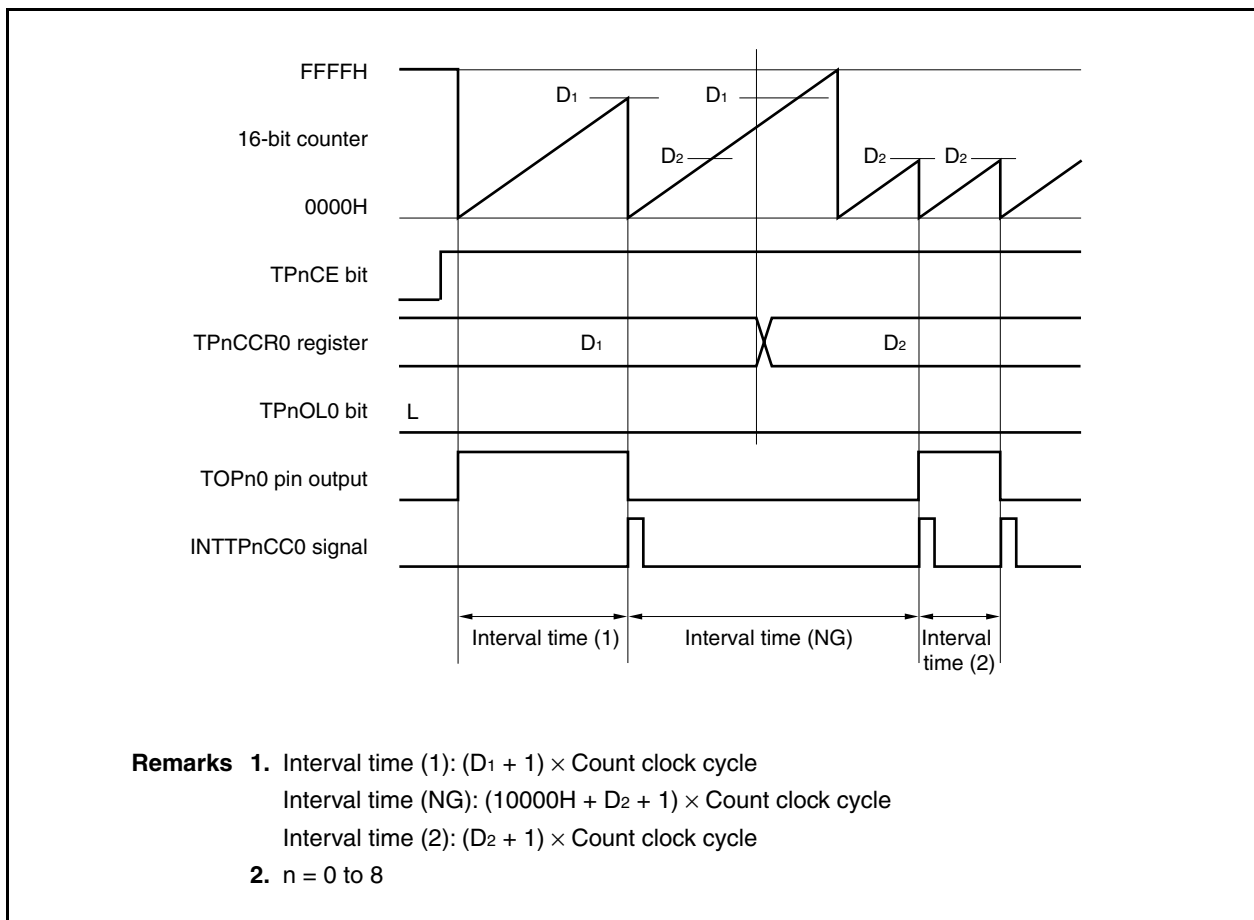 FFFFH
D1
D1
16-bit counter
D2
D2
D2
0000H
TPnCE bit
TPnCCR0 register
D1
D2
TPnOL0 bit
L
TOPn0 pin output
INTTPnCC0 signal
Interval time (1)
Interval time (NG)
Interval
time (2)
Remarks 1. Interval time (1): (D1 + 1) × Count clock cycle
Interval time (NG): (10000H + D2 + 1) × Count clock cycle
Interval time (2): (D2 + 1) × Count clock cycle
2. n = 0 to 8